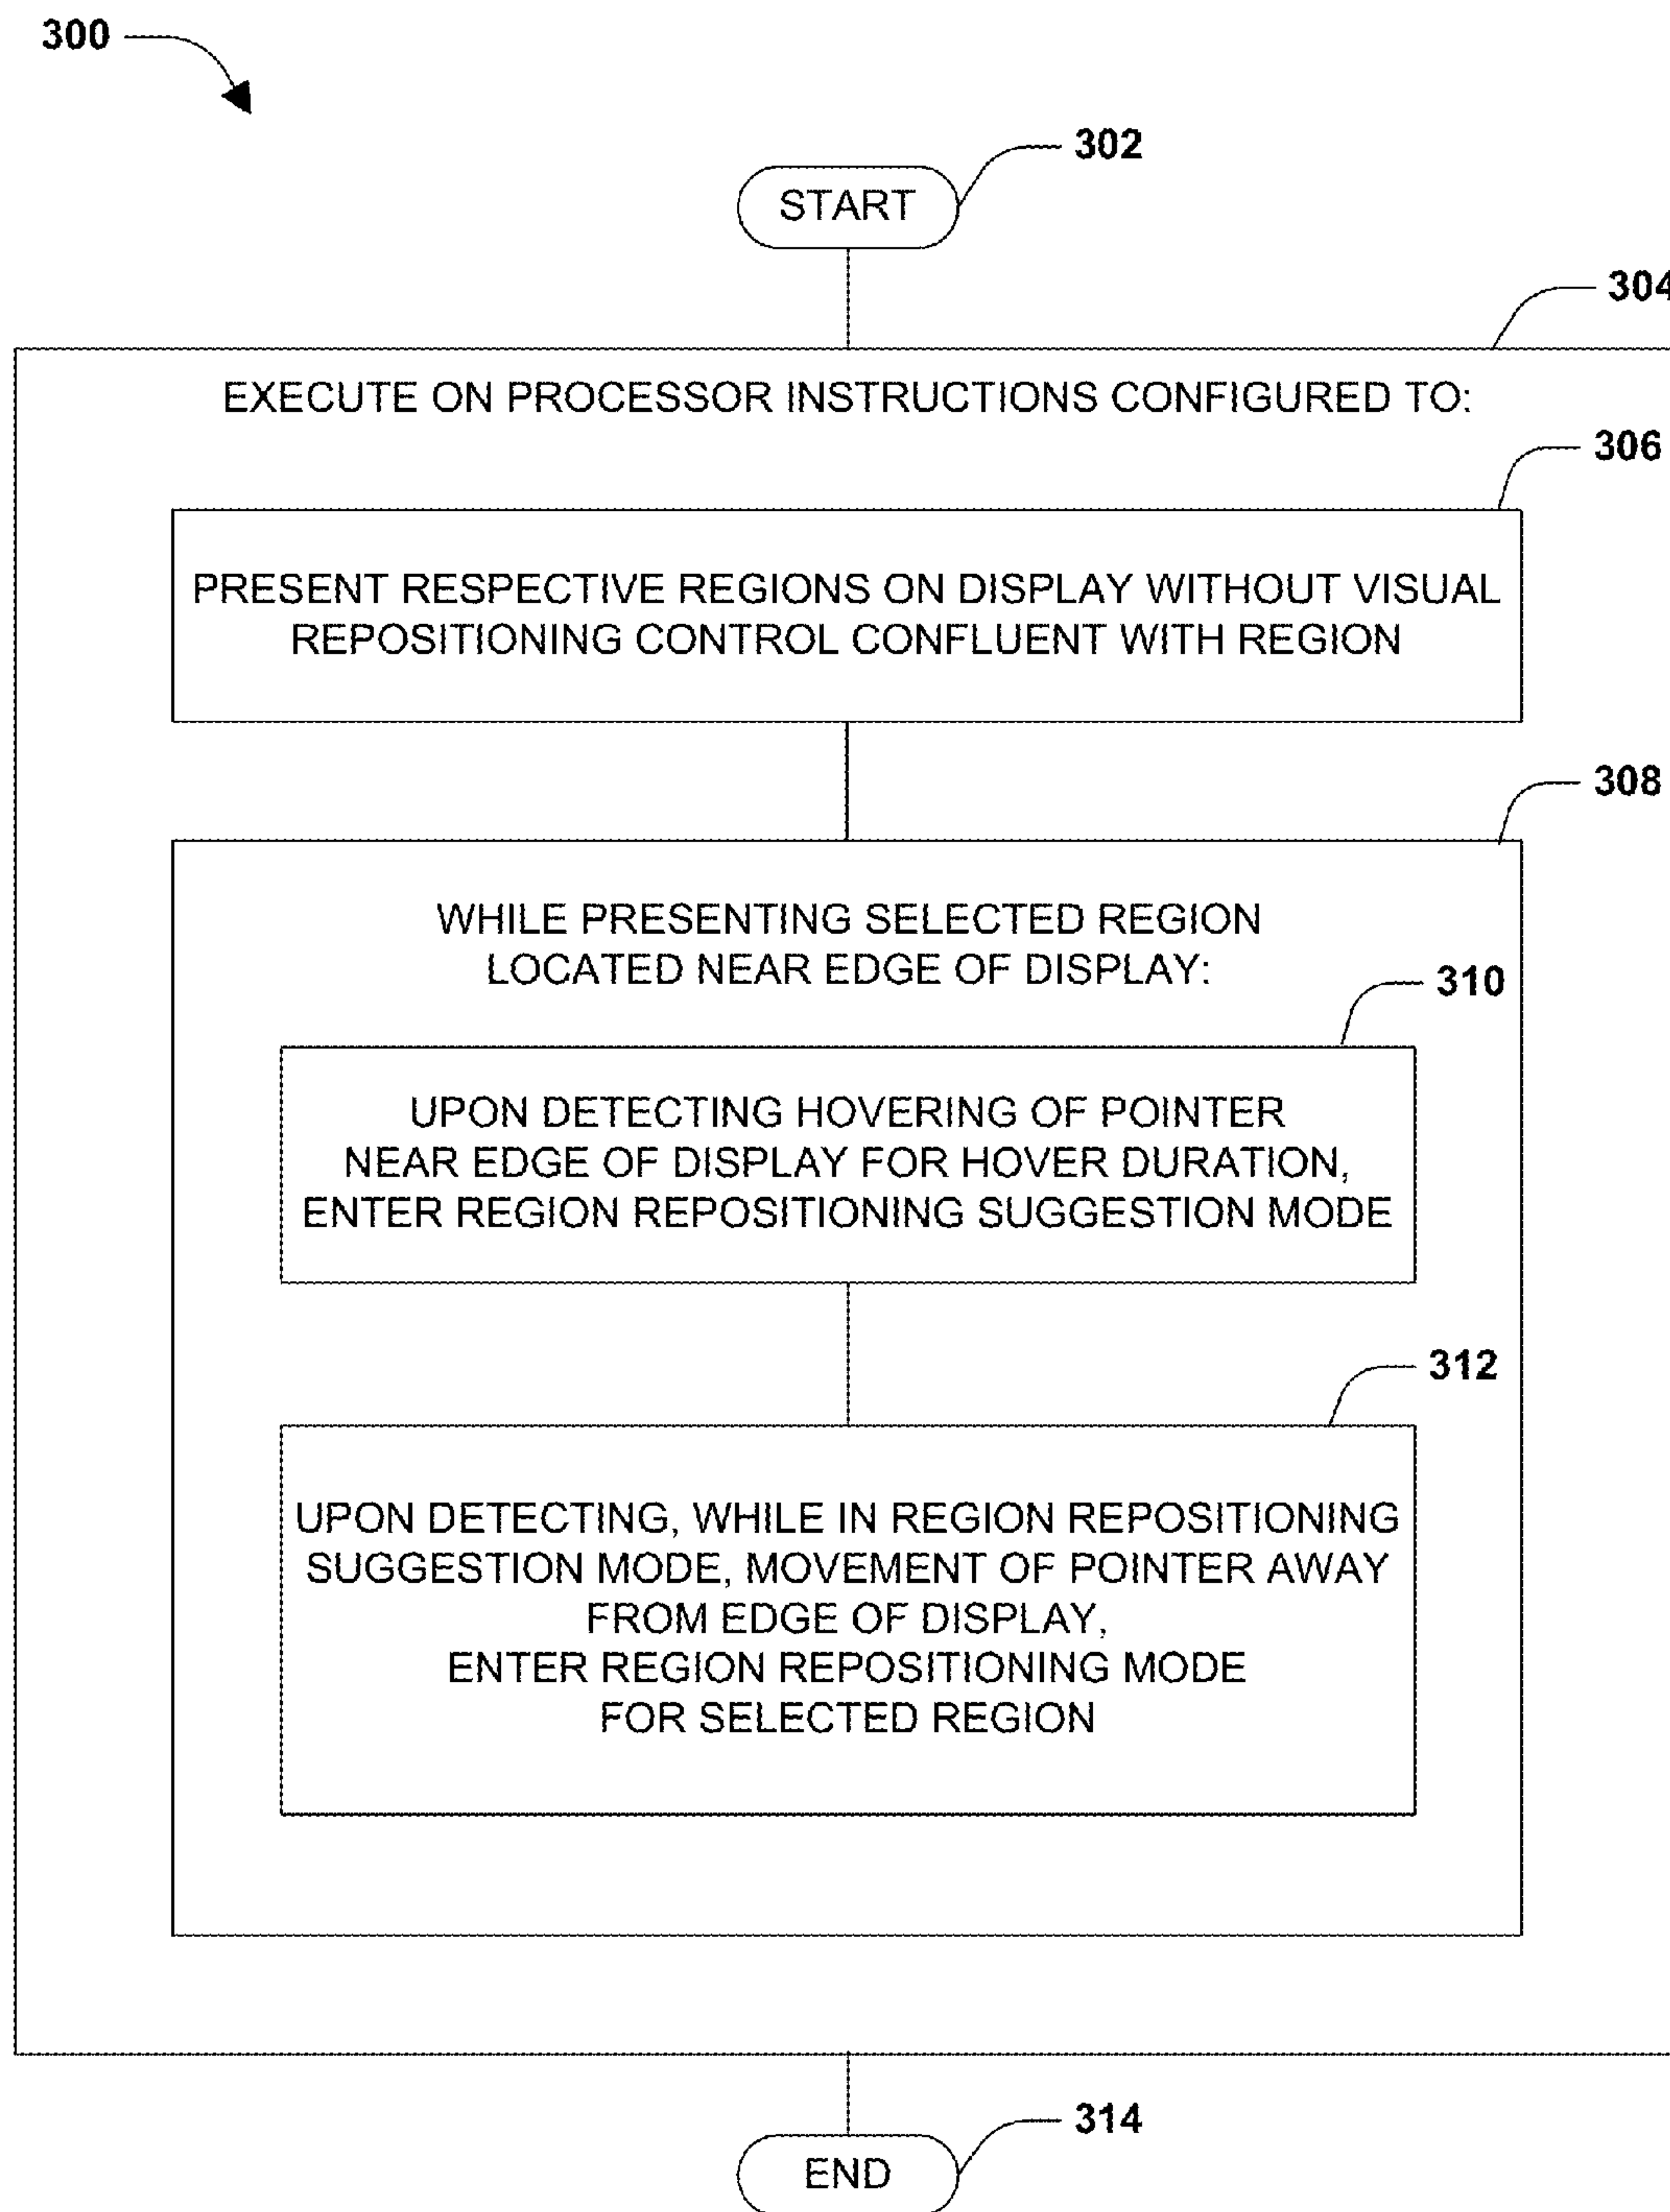 300
302
START
304
EXECUTE ON PROCESSOR INSTRUCTIONS CONFIGURED TO:
306
PRESENT RESPECTIVE REGIONS ON DISPLAY WITHOUT VISUAL
REPOSITIONING CONTROL CONFLUENT WITH REGION
308
WHILE PRESENTING SELECTED REGION
LOCATED NEAR EDGE OF DISPLAY:
310
UPON DETECTING HOVERING OF POINTER
NEAR EDGE OF DISPLAY FOR HOVER DURATION,
ENTER REGION REPOSITIONING SUGGESTION MODE
312
UPON DETECTING, WHILE IN REGION REPOSITIONING
SUGGESTION MODE, MOVEMENT OF POINTER AWAY
FROM EDGE OF DISPLAY,
ENTER REGION REPOSITIONING MODE
FOR SELECTED REGION
314
END